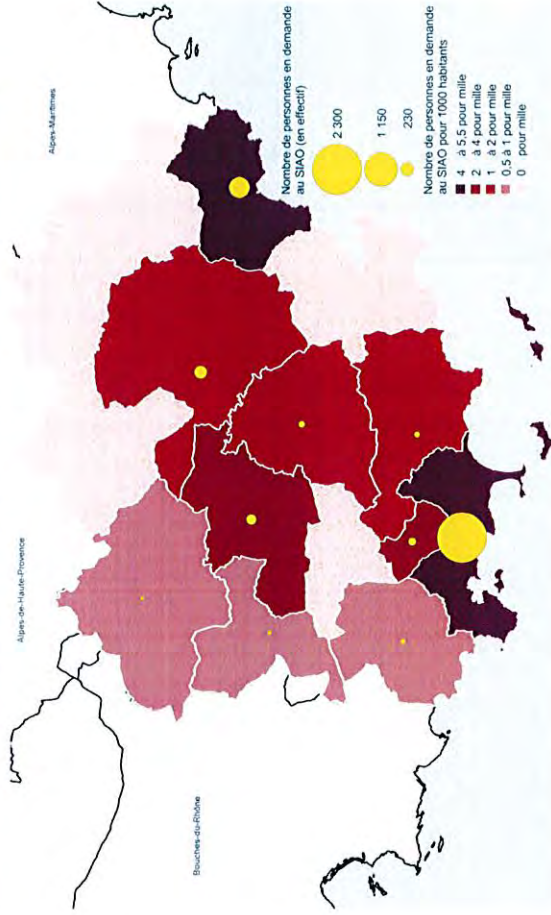 Alpes-de-Haute-Provence
Alpes-Maritimes
Bouches-du-Rhône
Nombre de personnes en demande
au SIAO (en effectif)
2 300
1 150
230
Nombre de personnes en demande
au SIAO pour 1000 habitants
4 à 5,5 pour mille
2 à 4 pour mille
1 à 2 pour mille
0,5 à 1 pour mille
0 pour mille